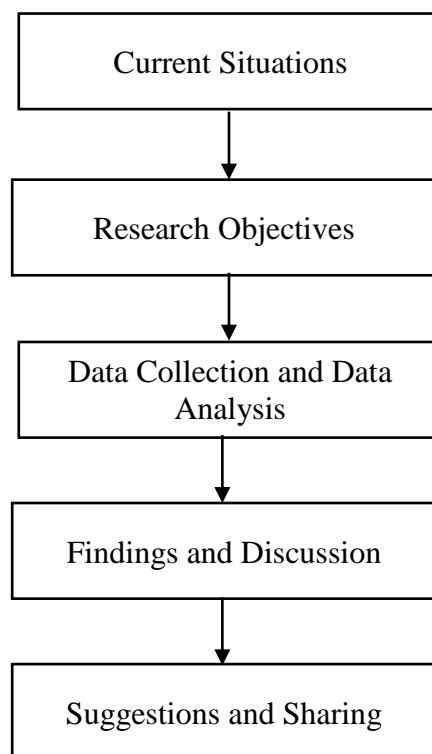 Current Situations
Research Objectives
Data Collection and Data
Analysis
Findings and Discussion
Suggestions and Sharing